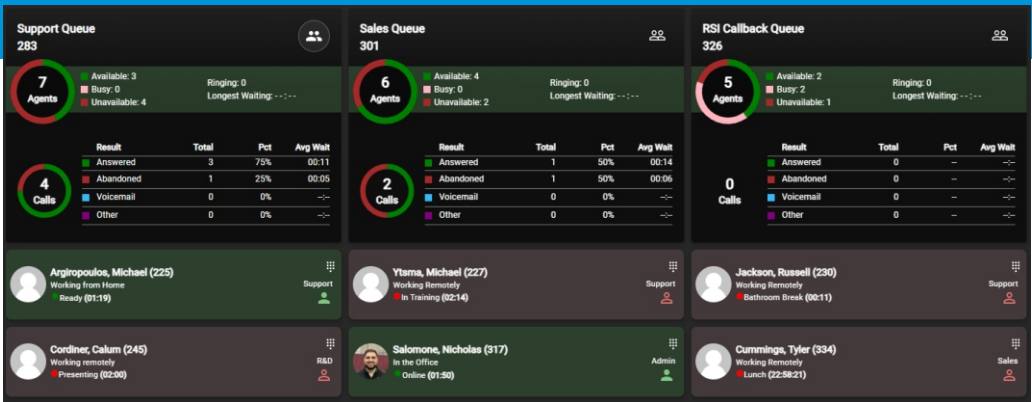 Support Queue
283
7
Agents
Available: 3
Busy: 0
Unavailable: 4
Ringing: 0
Longest Waiting: --:--
Result Total Pct Avg Wait
Answered 3 75% 00:11
Abandoned 1 25% 00:05
Voicemail 0 0% --:--
Other 0 0% --:--
4
Calls
Sales Queue
301
6
Agents
Available: 4
Busy: 0
Unavailable: 2
Ringing: 0
Longest Waiting: --:--
Result Total Pct Avg Wait
Answered 1 50% 00:14
Abandoned 1 50% 00:06
Voicemail 0 0% --:--
Other 0 0% --:--
2
Calls
RSI Callback Queue
326
5
Agents
Available: 2
Busy: 2
Unavailable: 1
Ringing: 0
Longest Waiting: --:--
Result Total Pct Avg Wait
Answered 0 -- --:--
Abandoned 0 -- --:--
Voicemail 0 -- --:--
Other 0 -- --:--
0
Calls
Argiropoulos, Michael (225)
Working from Home
Ready (01:19)
Support
Ytsma, Michael (227)
Working Remotely
In Training (02:14)
Support
Jackson, Russell (230)
Working Remotely
Bathroom Break (00:11)
Support
Cordiner, Calum (245)
Working remotely
Presenting (02:00)
R&D
Salomone, Nicholas (317)
In the Office
Online (01:50)
Admin
Cummings, Tyler (334)
Working Remotely
Lunch (22:58:21)
Sales